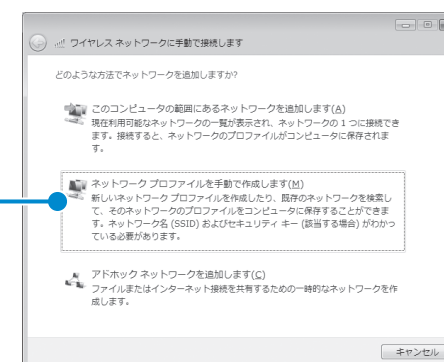 ワイヤレス ネットワークに手動で接続します
どのような方法でネットワークを追加しますか?
このコンピュータの範囲にあるネットワークを追加します(A)
現在利用可能なネットワークの一覧が表示され、ネットワークの 1 つに接続でき
ます。接続すると、ネットワークのプロファイルがコンピュータに保存されま
す。
ネットワーク プロファイルを手動で作成します(M)
新しいネットワーク プロファイルを作成したり、既存のネットワークを検索し
て、そのネットワークのプロファイルをコンピュータに保存することができま
す。ネットワーク名 (SSID) およびセキュリティ キー (該当する場合) がわかっ
ている必要があります。
アドホック ネットワークを追加します(C)
ファイルまたはインターネット接続を共有するための一時的なネットワークを作
成します。
キャンセル